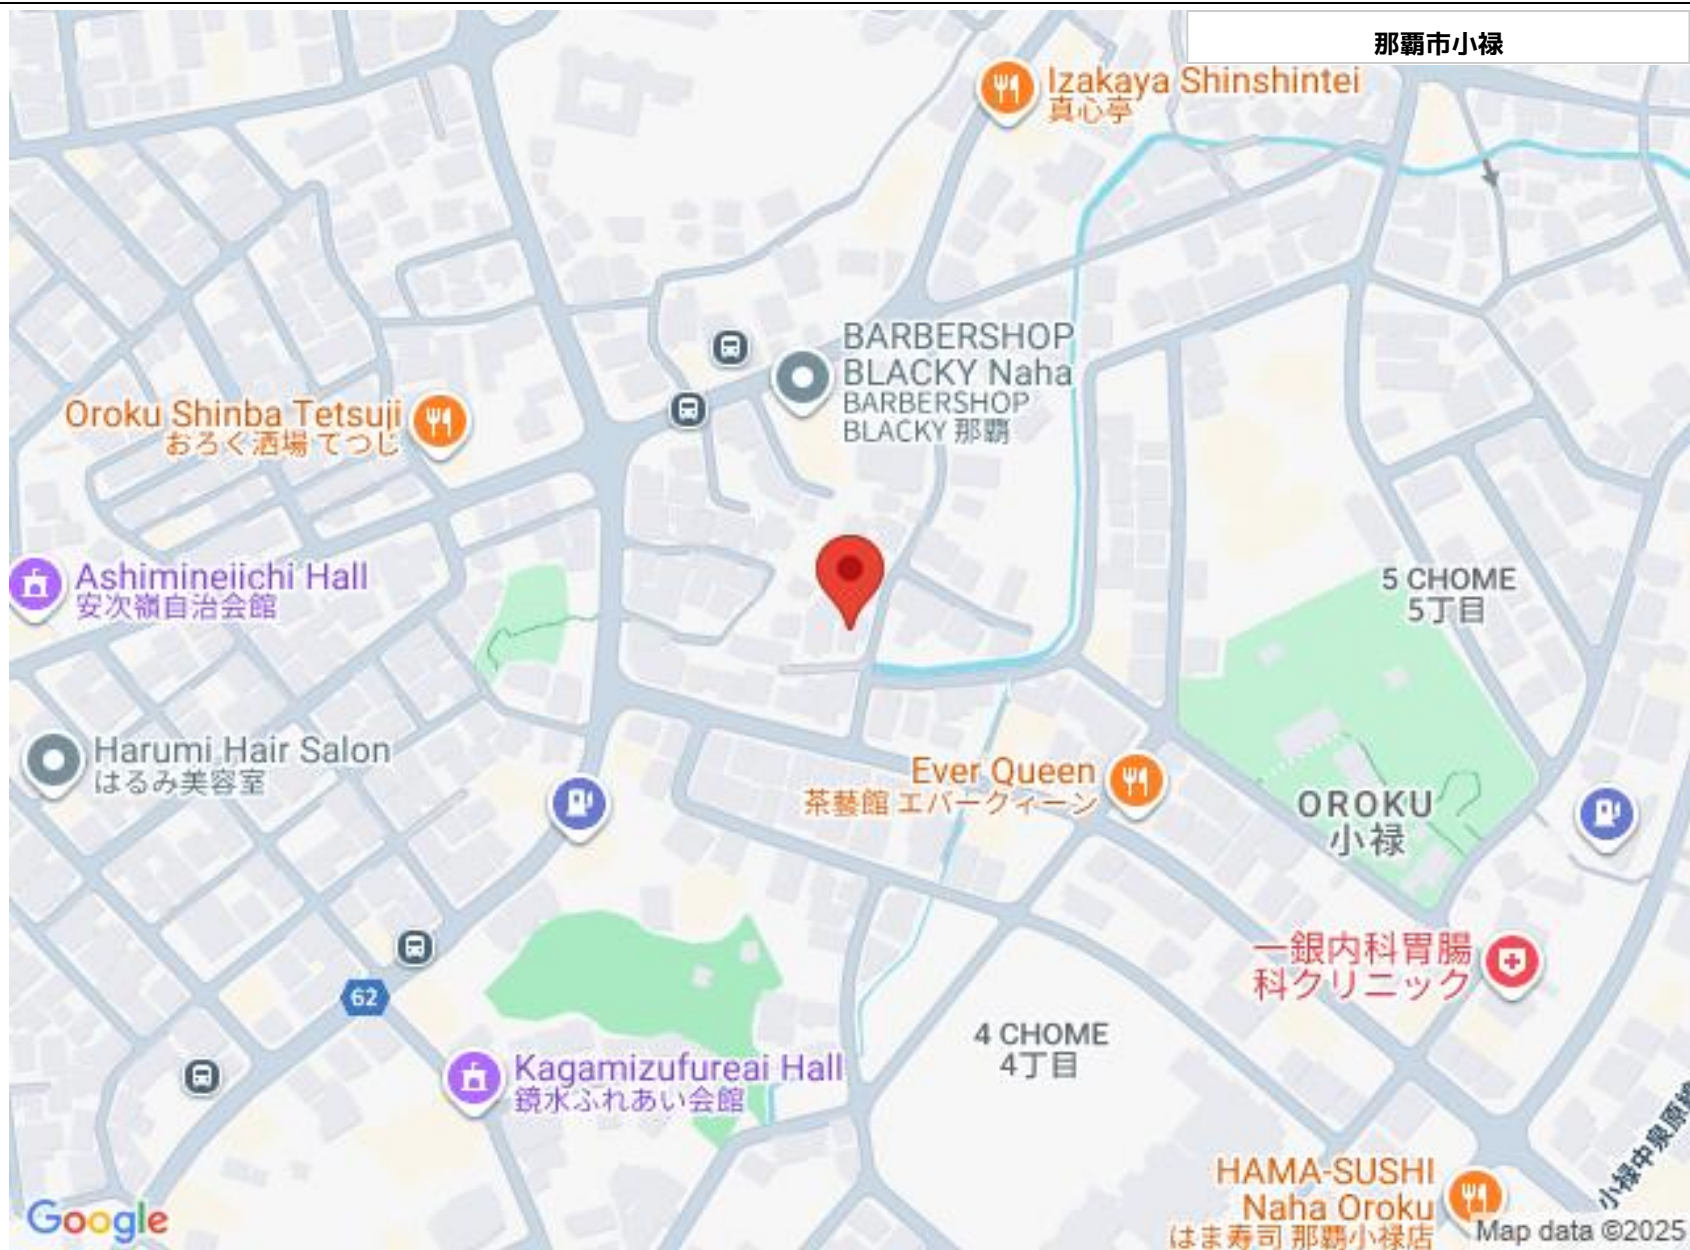 那覇市小禄
Izakaya Shinshintei
真心亭
BARBERSHOP
BLACKY Naha
BARBERSHOP
BLACKY 那覇
Oroku Shinba Tetsuji
おろく酒場 てつじ
Ashimineiichi Hall
安次嶺自治会館
5 CHOME
5丁目
Harumi Hair Salon
はるみ美容室
Ever Queen
茶藝館 エバークィーン
OROKU
小禄
一銀内科胃腸
科クリニック
62
4 CHOME
4丁目
Kagamizufureai Hall
鏡水ふれあい会館
小禄中泉原線
HAMA-SUSHI
Naha Oroku
はま寿司 那覇小禄店
Google
Map data ©2025